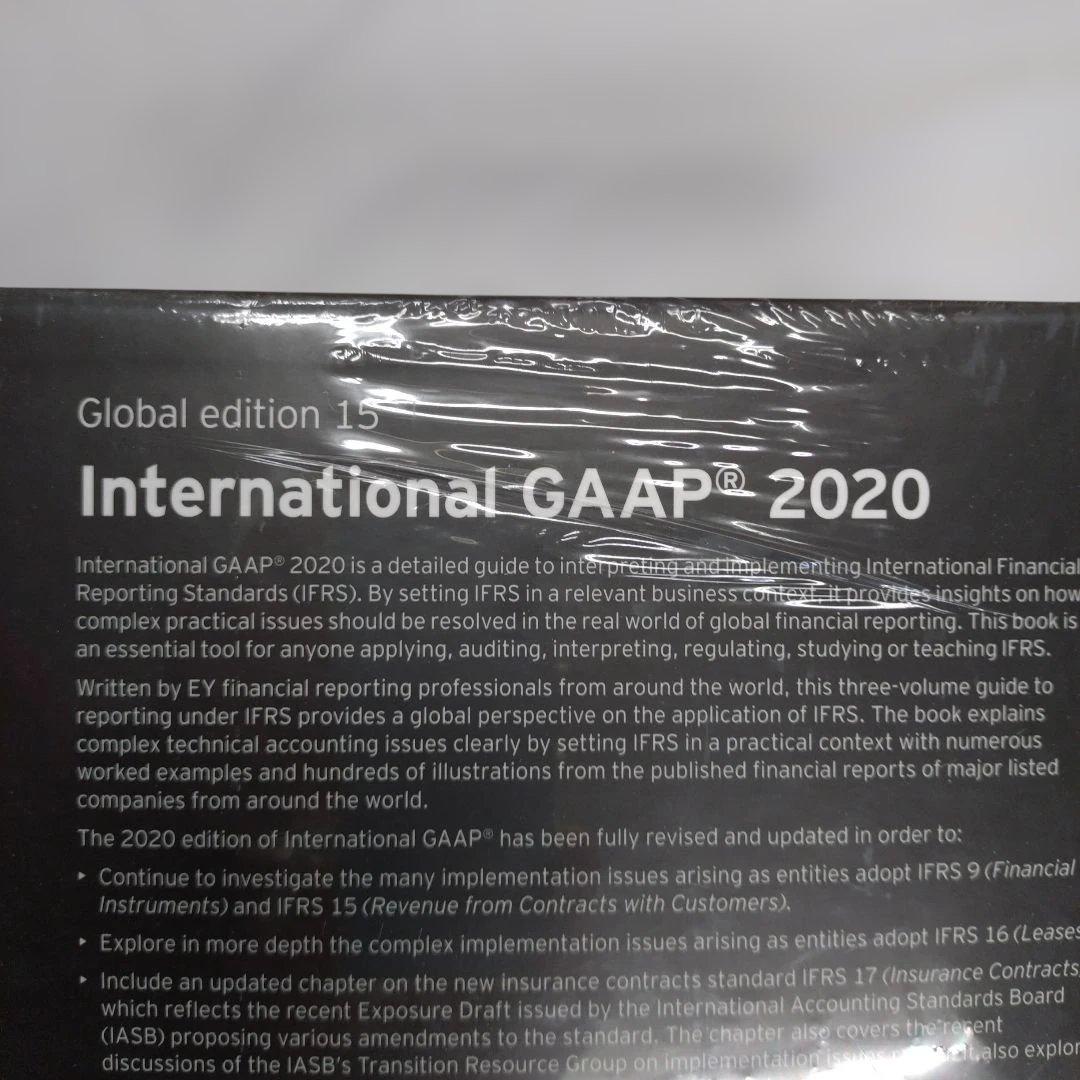 Global edition 15
International GAAP® 2020
International GAAP® 2020 is a detailed guide to interpreting and implementing International Financial
Reporting Standards (IFRS). By setting IFRS in a relevant business context, it provides insights on how
complex practical issues should be resolved in the real world of global financial reporting. This book is
an essential tool for anyone applying, auditing, interpreting, regulating, studying or teaching IFRS.
Written by EY financial reporting professionals from around the world, this three-volume guide to
reporting under IFRS provides a global perspective on the application of IFRS. The book explains
complex technical accounting issues clearly by setting IFRS in a practical context with numerous
worked examples and hundreds of illustrations from the published financial reports of major listed
companies from around the world.
The 2020 edition of International GAAP® has been fully revised and updated in order to:
‣ Continue to investigate the many implementation issues arising as entities adopt IFRS 9 (Financial
Instruments) and IFRS 15 (Revenue from Contracts with Customers).
‣ Explore in more depth the complex implementation issues arising as entities adopt IFRS 16 (Leases
‣ Include an updated chapter on the new insurance contracts standard IFRS 17 (Insurance Contracts
which reflects the recent Exposure Draft issued by the International Accounting Standards Board
(IASB) proposing various amendments to the standard. The chapter also covers the recent
discussions of the IASB's Transition Resource Group on implementation issues It also explor